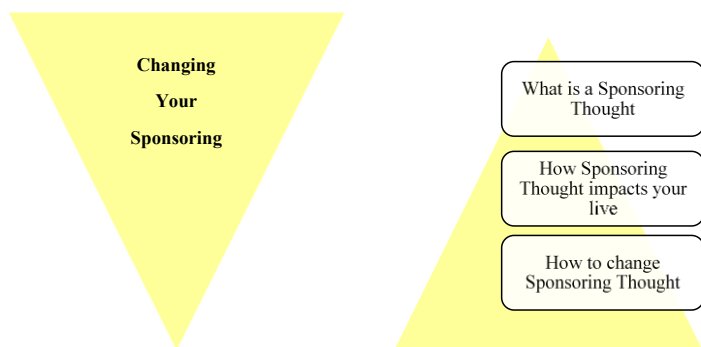 Changing
Your
Sponsoring
What is a Sponsoring
Thought
How Sponsoring
Thought impacts your
live
How to change
Sponsoring Thought